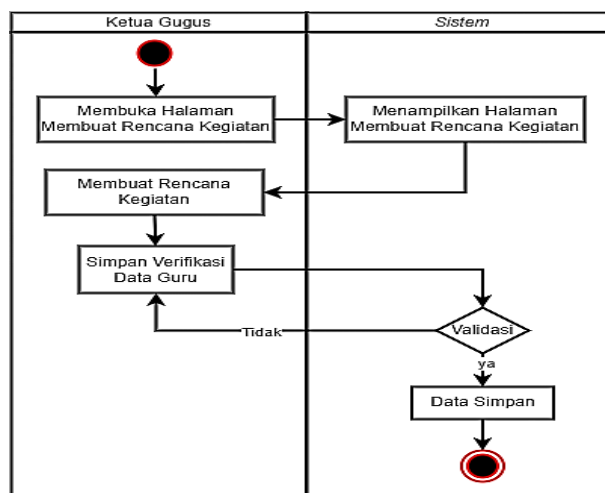 Ketua Gugus
Sistem
Membuka Halaman
Membuat Rencana Kegiatan
Menampilkan Halaman
Membuat Rencana Kegiatan
Membuat Rencana
Kegiatan
Simpan Verifikasi
Data Guru
Validasi
Tidak
ya
Data Simpan